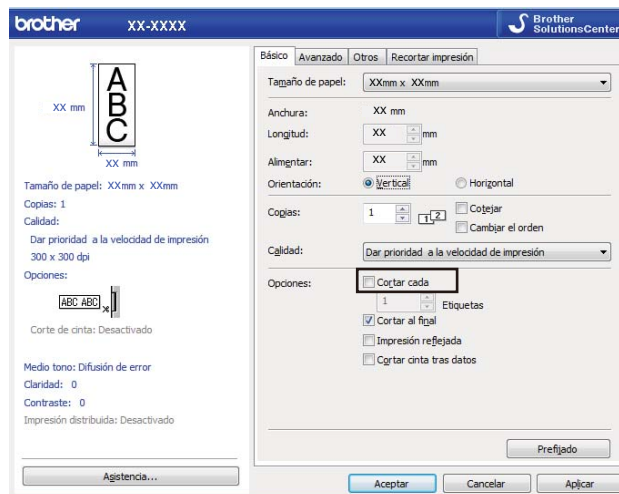 brother XX-XXXX
Brother
SolutionsCenter
A
B
C
XX mm
XX mm
Tamaño de papel: XXmm x XXmm
Copias: 1
Calidad:
Dar prioridad a la velocidad de impresión
300 x 300 dpi
Opciones:
ABC ABC
Corte de cinta: Desactivado
Medio tono: Difusión de error
Claridad: 0
Contraste: 0
Impresión distribuida: Desactivado
Asistencia...
Básico Avanzado Otros Recortar impresión
Tamaño de papel: XXmm x XXmm
Anchura: XX mm
Longitud: XX mm
Alimentar: XX mm
Orientación: Vertical Horizontal
Copias: 1 1 2 Cotejar
Cambiar el orden
Calidad: Dar prioridad a la velocidad de impresión
Opciones: Cortar cada
1 Etiquetas
Cortar al final
Impresión reflejada
Cortar cinta tras datos
Prefijado
Aceptar Cancelar Aplicar